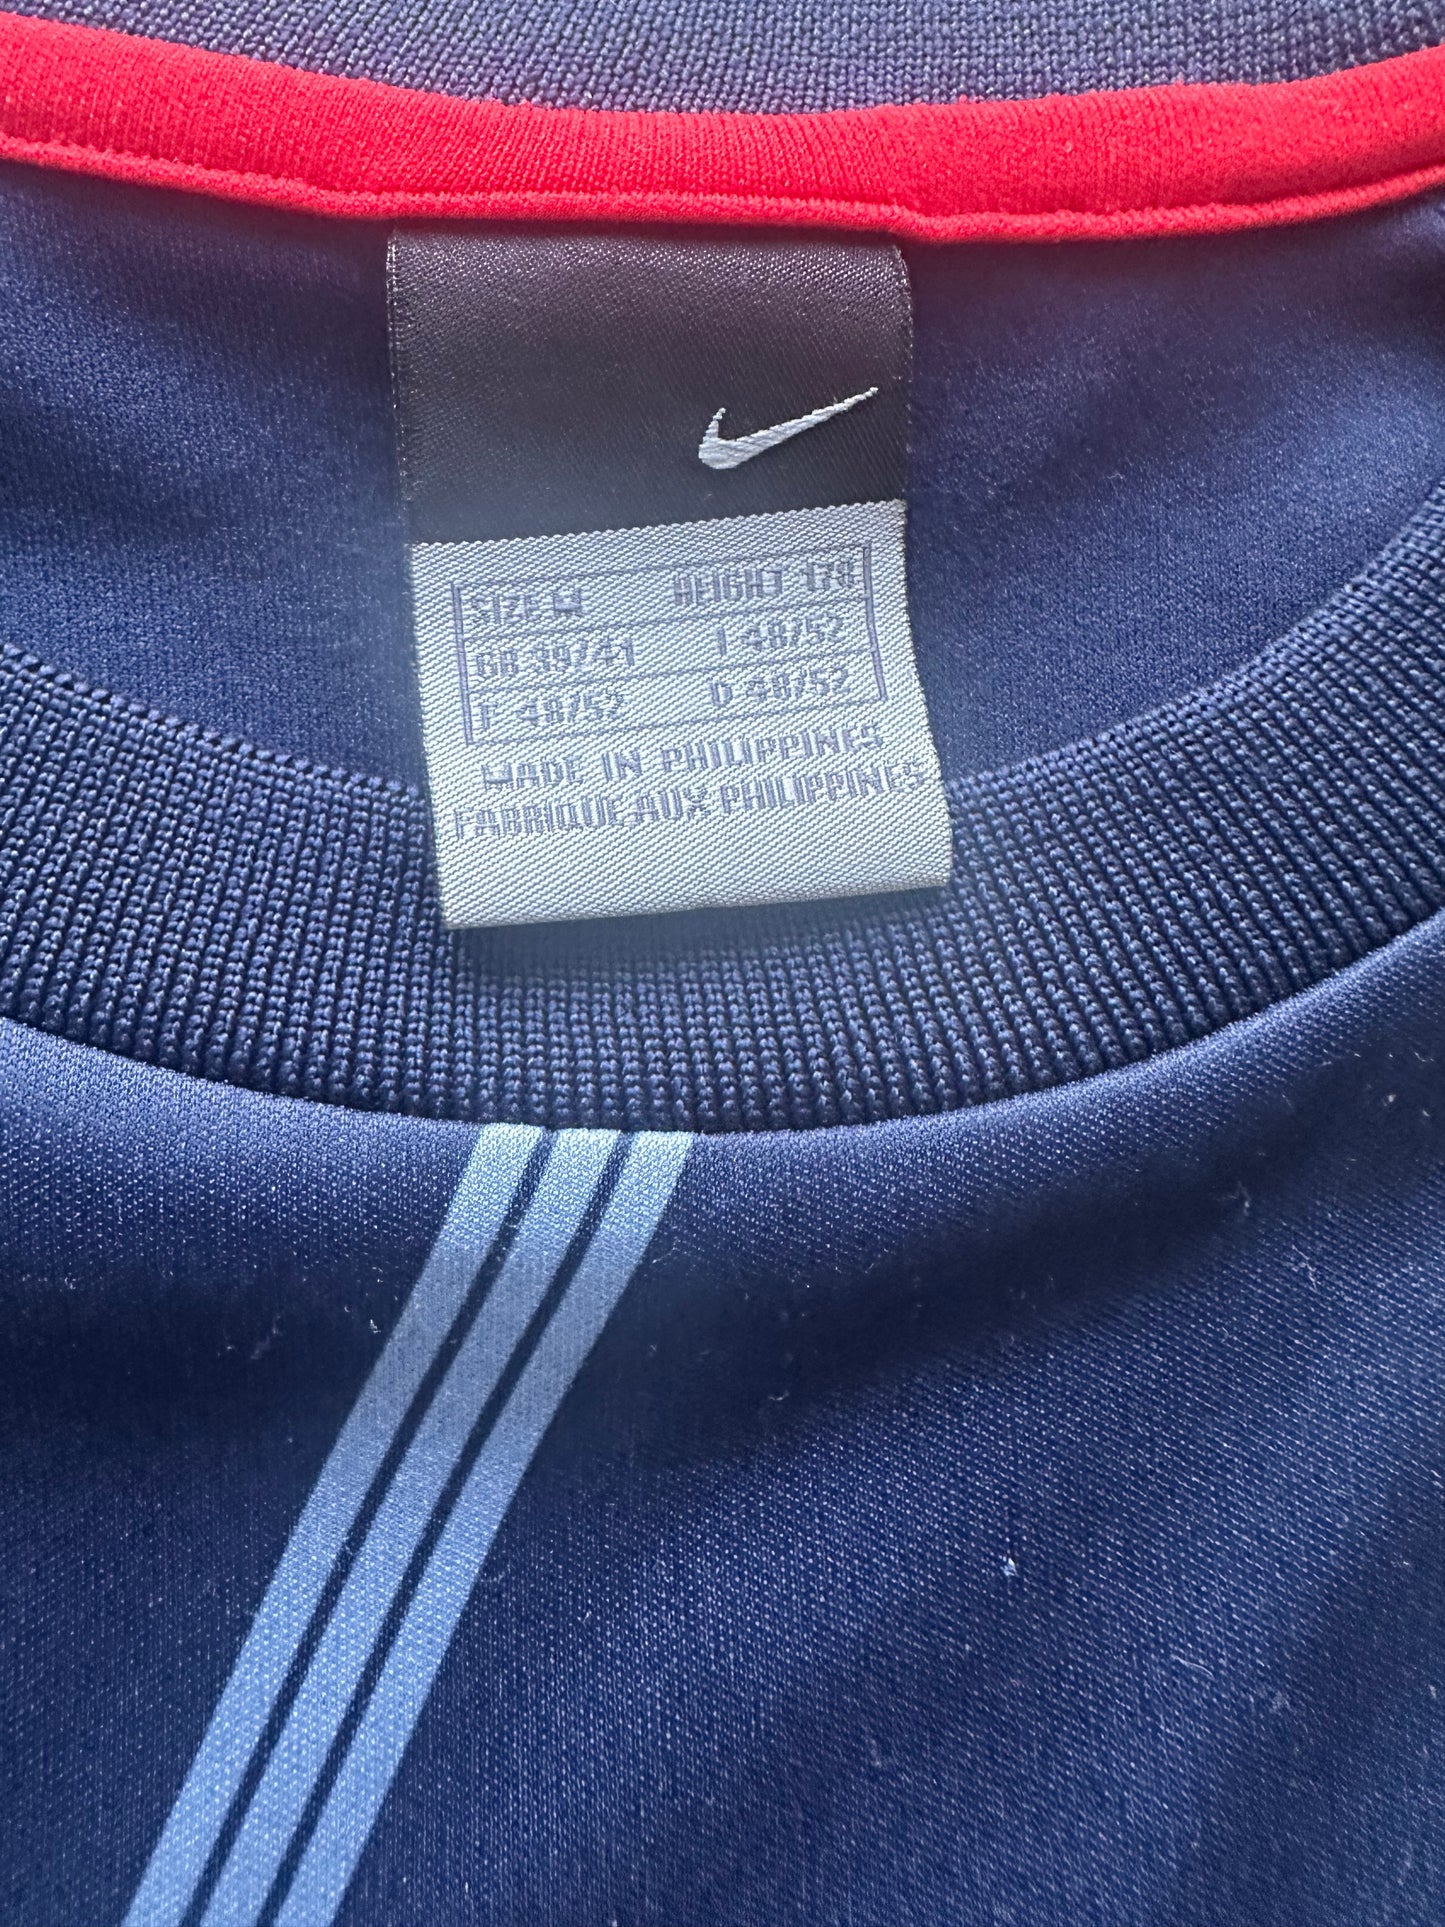 SIZE M HEIGHT 178
GB 39/41 I 48/52
F 48/52 D 48/52
MADE IN PHILIPPINES
FABRIQUE AUX PHILIPPINES